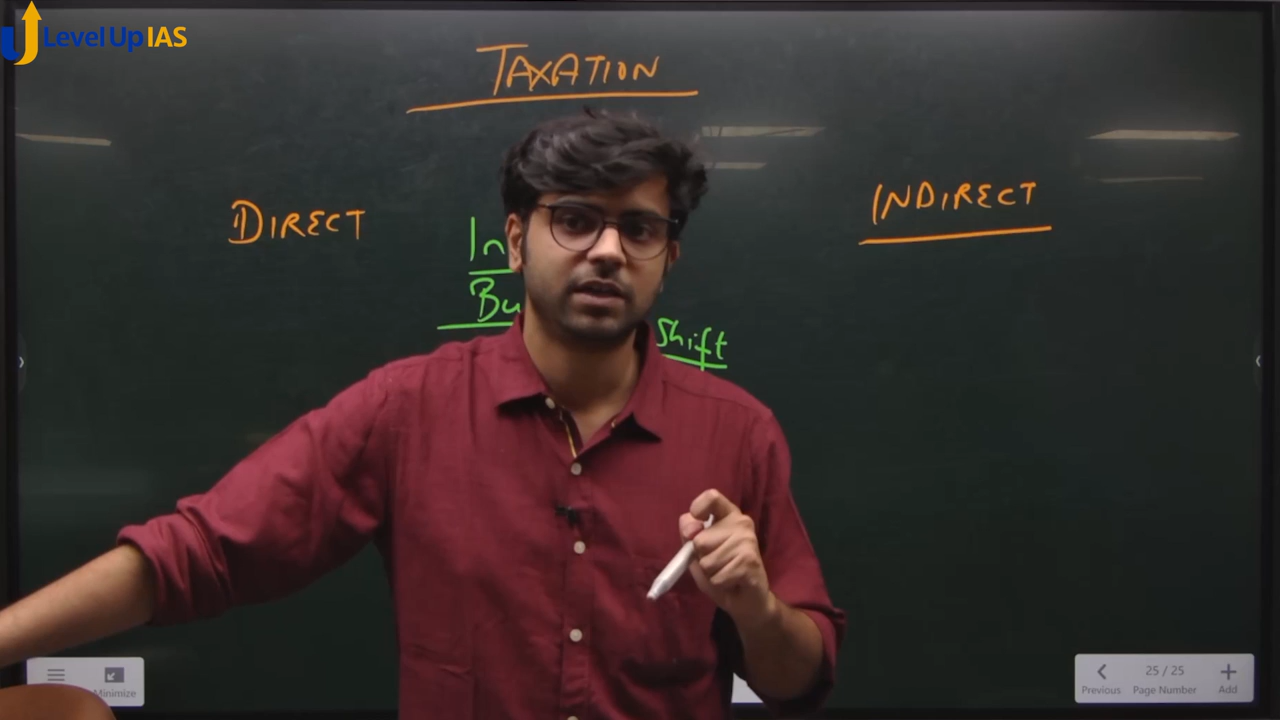 Level Up IAS
TAXATION
DIRECT
INDIRECT
In
Bu
Shift
Minimize
Previous
25 / 25
Page Number
Add